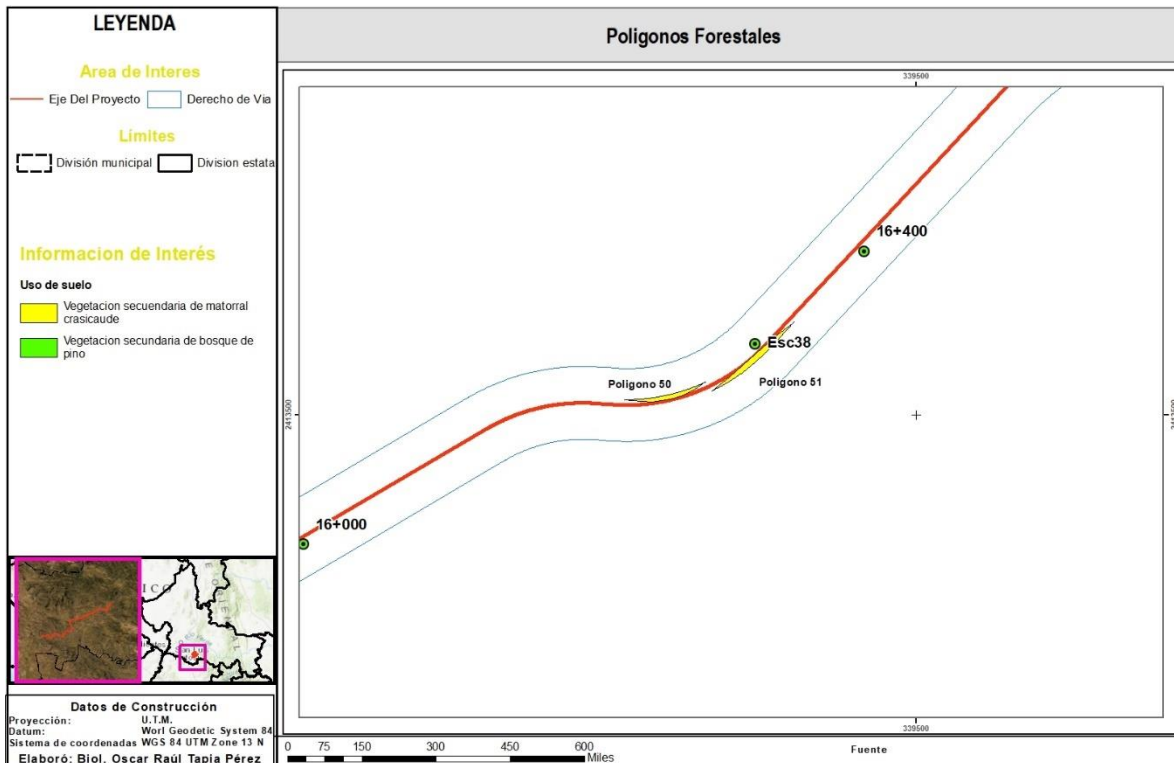 LEYENDA
Area de Interes
Eje Del Proyecto
Derecho de Via
Límites
División municipal
Division estata
Informacion de Interés
Uso de suelo
Vegetacion secuendaria de matorral
crasicaude
Vegetacion secundaria de bosque de
pino
Datos de Construcción
Proyección: U.T.M.
Datum: Worl Geodetic System 84
Sistema de coordenadas WGS 84 UTM Zone 13 N
Elaboró: Biol. Oscar Raúl Tapia Pérez
Poligonos Forestales
339500
16+400
Esc38
Poligono 50
Poligono 51
2413500
2413500
16+000
339500
0 75 150 300 450 600
Miles
Fuente